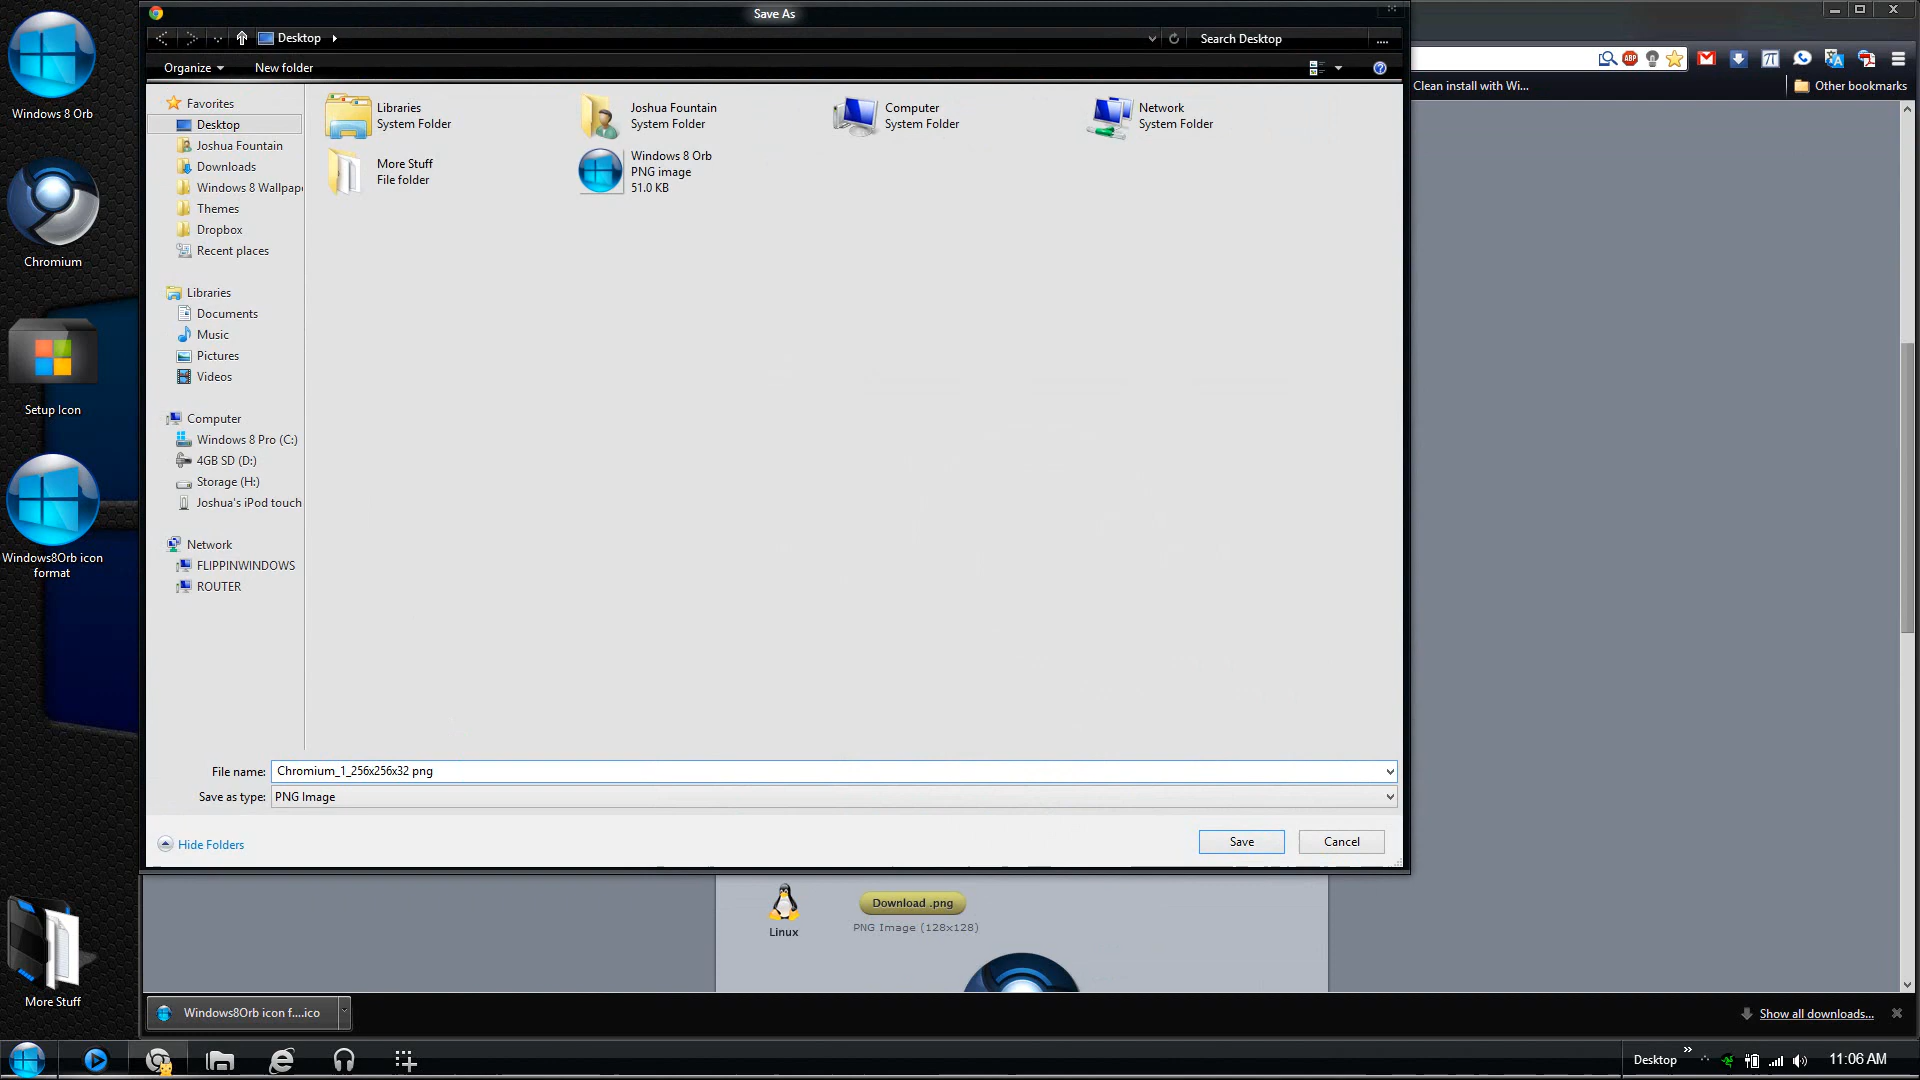 Save As
Desktop
Search Desktop
Organize
New folder
Clean install with Wi...
Other bookmarks
Windows 8 Orb
Chromium
Setup Icon
Windows8Orb icon
format
More Stuff
Favorites
Desktop
Joshua Fountain
Downloads
Windows 8 Wallpap
Themes
Dropbox
Recent places
Libraries
Documents
Music
Pictures
Videos
Computer
Windows 8 Pro (C:)
4GB SD (D:)
Storage (H:)
Joshua's iPod touch
Network
FLIPPINWINDOWS
ROUTER
Libraries
System Folder
Joshua Fountain
System Folder
Computer
System Folder
Network
System Folder
More Stuff
File folder
Windows 8 Orb
PNG image
51.0 KB
File name: Chromium_1_256x256x32 png
Save as type: PNG Image
Hide Folders
Save
Cancel
Linux
Download .png
PNG Image (128x128)
Windows8Orb icon f....ico
Show all downloads...
Desktop
11:06 AM